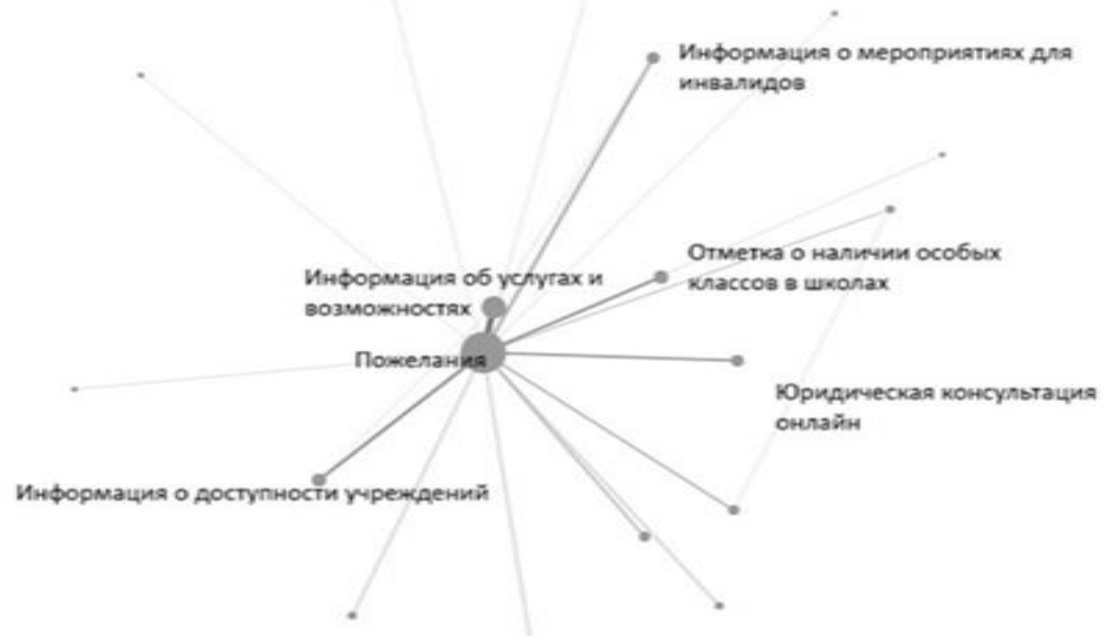 Информация о мероприятиях для
инвалидов
Отметка о наличии особых
классов в школах
Информация об услугах и
возможностях
Пожелания
Юридическая консультация
онлайн
Информация о доступности учреждений